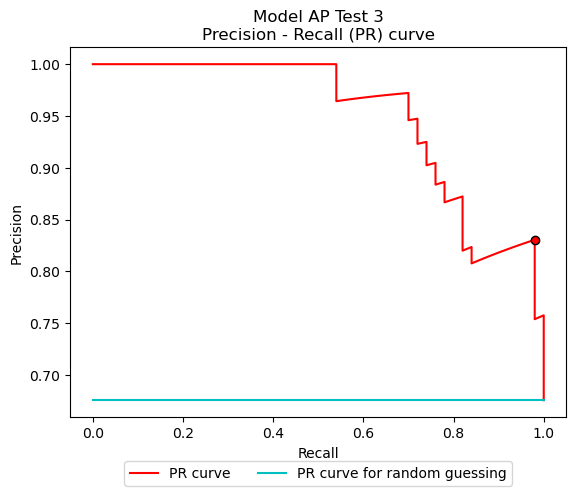 Model AP Test 3
Precision - Recall (PR) curve
Precision
1.00
0.95
0.90
0.85
0.80
0.75
0.70
0.0 0.2 0.4 0.6 0.8 1.0
Recall
PR curve PR curve for random guessing